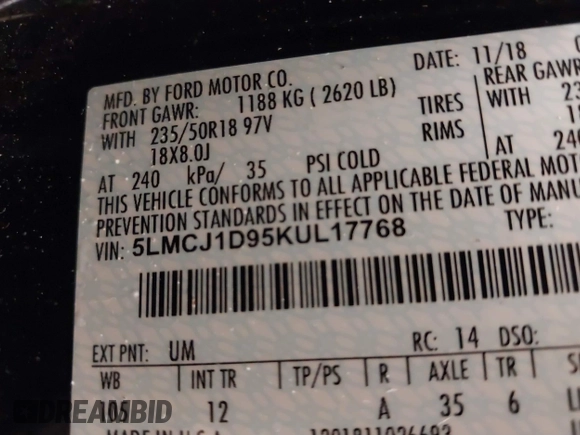 MFD. BY FORD MOTOR CO.
DATE: 11/18
FRONT GAWR: 1188 KG ( 2620 LB)
REAR GAWR
WITH 235/50R18 97V TIRES
WITH 23
18X8.0J RIMS
AT 240 kPa/ 35 PSI COLD
AT 240
THIS VEHICLE CONFORMS TO ALL APPLICABLE FEDERAL MOT
PREVENTION STANDARDS IN EFFECT ON THE DATE OF MANU
VIN: 5LMCJ1D95KUL17768
TYPE:
EXT PNT: UM
RC: 14 DSO:
WB INT TR TP/PS R AXLE TR
105 12 A 35 6
DREAMBID